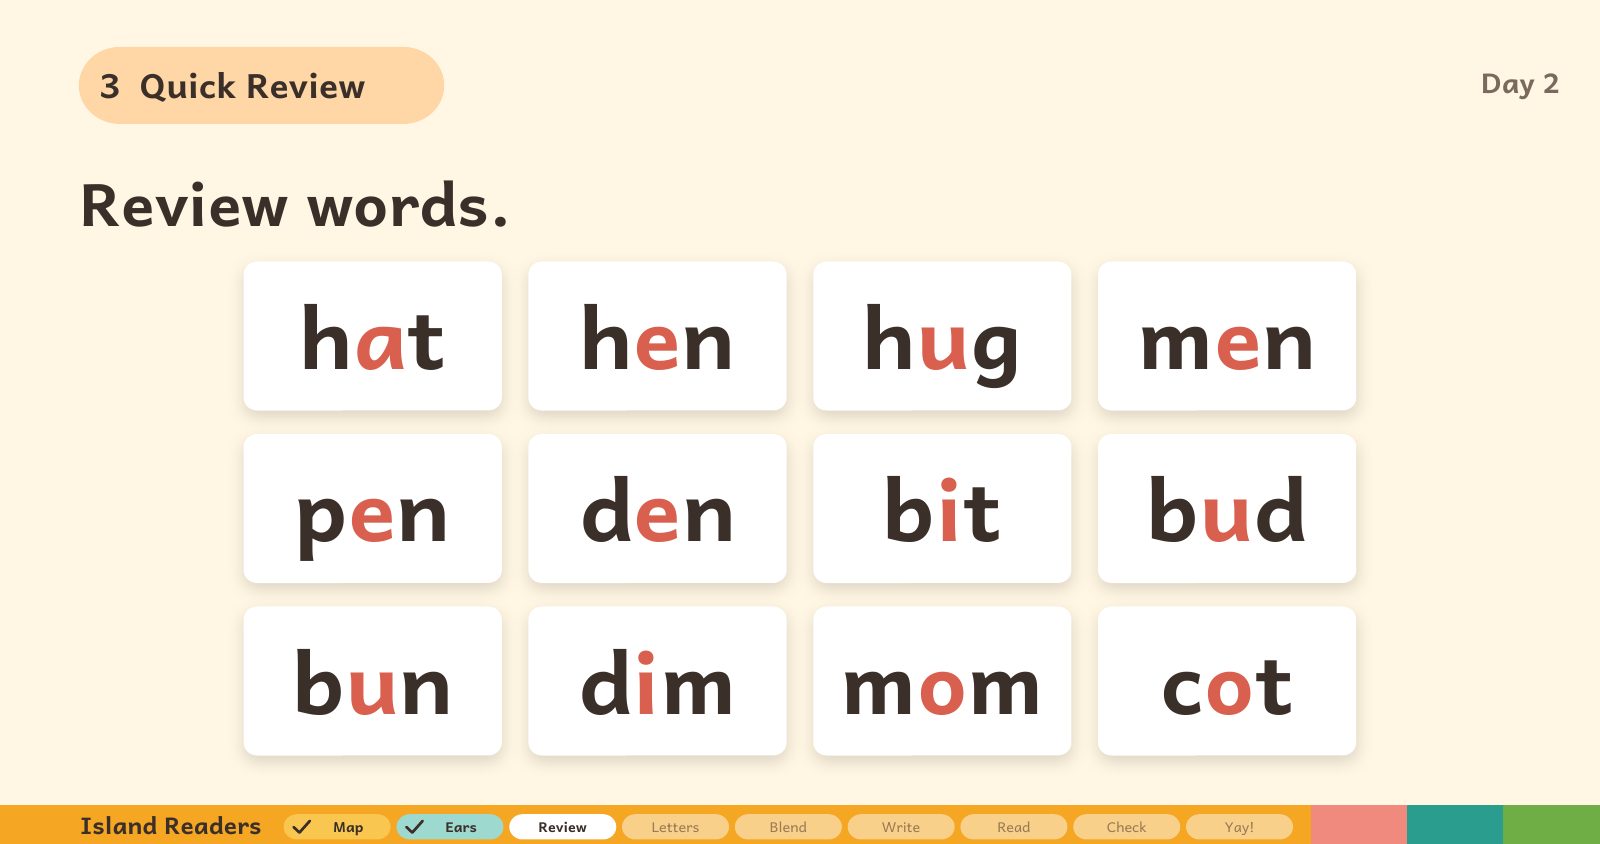 3 Quick Review
Day 2
Review words.
hat hen hug men
pen den bit bud
bun dim mom cot
Island Readers Map Ears Review Letters Blend Write Read Check Yay!